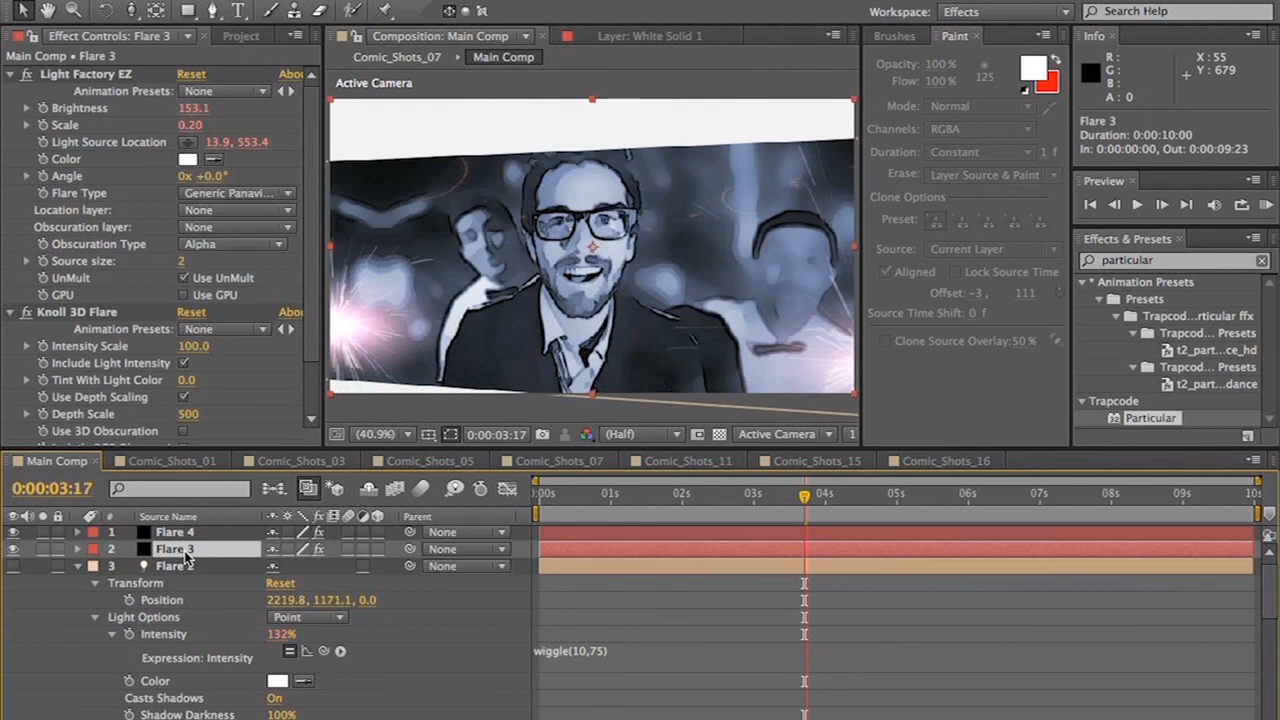 Workspace: Effects
Search Help
Effect Controls: Flare 3
Project
Main Comp • Flare 3
Light Factory EZ Reset Abou
Animation Presets: None
Brightness 153.1
Scale 0.20
Light Source Location 13.9, 553.4
Color
Angle 0x +0.0°
Flare Type Generic Panavi...
Location layer: None
Obscuration layer: None
Obscuration Type Alpha
Source size: 2
UnMult Use UnMult
GPU Use GPU
Knoll 3D Flare Reset Abou
Animation Presets: None
Intensity Scale 100.0
Include Light Intensity
Tint With Light Color 0.0
Use Depth Scaling
Depth Scale 500
Use 3D Obscuration
Composition: Main Comp
Layer: White Solid 1
Comic_Shots_07 Main Comp
Active Camera
(40.9%) 0:00:03:17 (Half) Active Camera 1
Brushes Paint
Opacity: 100%
Flow: 100% 125
Mode: Normal
Channels: RGBA
Duration: Constant 1 f
Erase: Layer Source & Paint
Clone Options
Preset:
Source: Current Layer
Aligned Lock Source Time
Offset: -3 , 111
Source Time Shift: 0 f
Clone Source Overlay: 50 %
Info
R : X : 55
G : Y : 679
B :
A : 0
Flare 3
Duration: 0:00:10:00
In: 0:00:00:00, Out: 0:00:09:23
Preview
Effects & Presets
particular
* Animation Presets
Presets
Trapcod...rticular ffx
Trapcod... Presets
t2_part...ce_hd
Trapcod... Presets
t2_part...dance
Trapcode
Particular
Main Comp Comic_Shots_01 Comic_Shots_03 Comic_Shots_05 Comic_Shots_07 Comic_Shots_11 Comic_Shots_15 Comic_Shots_16
0:00:03:17
:00s 01s 02s 03s 04s 05s 06s 07s 08s 09s 10s
# Source Name Parent
1 Flare 4 None
2 Flare 3 None
3 Flare 2 None
Transform Reset
Position 2219.8, 1171.1, 0.0
Light Options Point
Intensity 132%
Expression: Intensity wiggle(10,75)
Color
Casts Shadows On
Shadow Darkness 100%